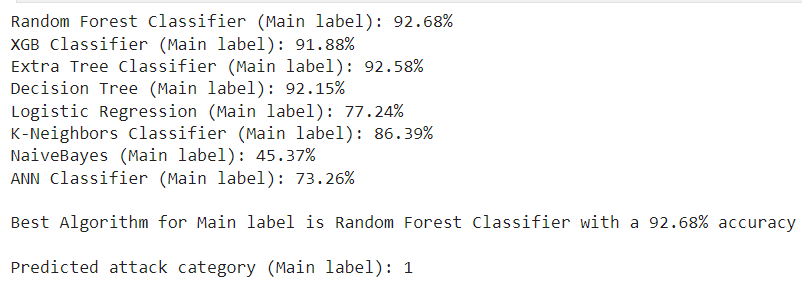 Random Forest Classifier (Main label): 92.68%
XGB Classifier (Main label): 91.88%
Extra Tree Classifier (Main label): 92.58%
Decision Tree (Main label): 92.15%
Logistic Regression (Main label): 77.24%
K-Neighbors Classifier (Main label): 86.39%
NaiveBayes (Main label): 45.37%
ANN Classifier (Main label): 73.26%
Best Algorithm for Main label is Random Forest Classifier with a 92.68% accuracy
Predicted attack category (Main label): 1